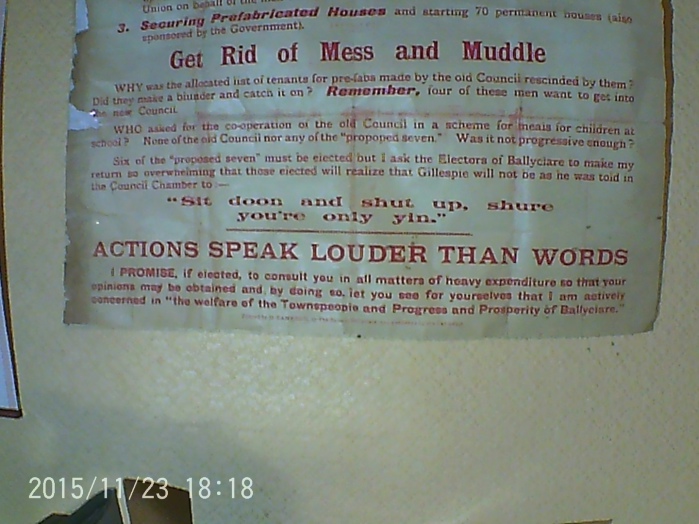 Union on behalf of the
3. Securing Prefabricated Houses and starting 70 permanent houses (also
sponsored by the Government).
Get Rid of Mess and Muddle
WHY was the allocated list of tenants for pre-fabs made by the old Council rescinded by them?
Did they make a blunder and catch it on? Remember, four of these men want to get into
the new Council.
WHO asked for the co-operation of the old Council in a scheme for meals for children at
school? None of the old Council nor any of the "propoped seven." Was it not progressive enough?
Six of the "proposed seven" must be elected but I ask the Electors of Ballyclare to make my
return so overwhelming that those elected will realize that Gillespie will not be as he was told in
the Council Chamber to:—
"Sit doon and shut up, shure
you're only yin."
ACTIONS SPEAK LOUDER THAN WORDS
I PROMISE, if elected, to consult you in all matters of heavy expenditure so that your
opinions may be obtained and by doing so, let you see for yourselves that I am actively
concerned in "the welfare of the Townspeople and Progress and Prosperity of Ballyclare."
2015/11/23 18:18